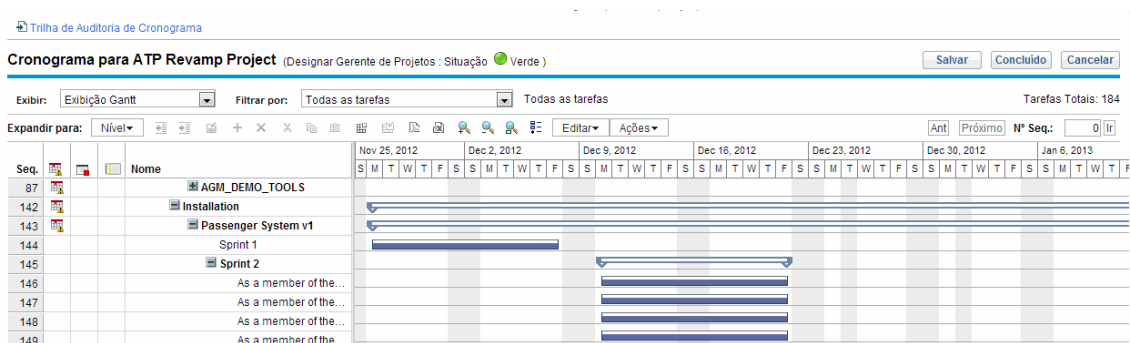 Trilha de Auditoria de Cronograma
Cronograma para ATP Revamp Project (Designar Gerente de Projetos : Situação Verde )
Salvar Concluído Cancelar
Exibir: Exibição Gantt Filtrar por: Todas as tarefas Todas as tarefas Tarefas Totais: 184
Expandir para: Nível Editar Ações Ant Próximo Nº Seq.: 0 Ir
Nov 25, 2012 Dec 2, 2012 Dec 9, 2012 Dec 16, 2012 Dec 23, 2012 Dec 30, 2012 Jan 6, 2013
Seq. Nome S M T W T F S S M T W T F S S M T W T F S S M T W T F S S M T W T F S S M T W T F S S M T W T F
87 AGM_DEMO_TOOLS
142 Installation
143 Passenger System v1
144 Sprint 1
145 Sprint 2
146 As a member of the...
147 As a member of the...
148 As a member of the...
149 As a member of the